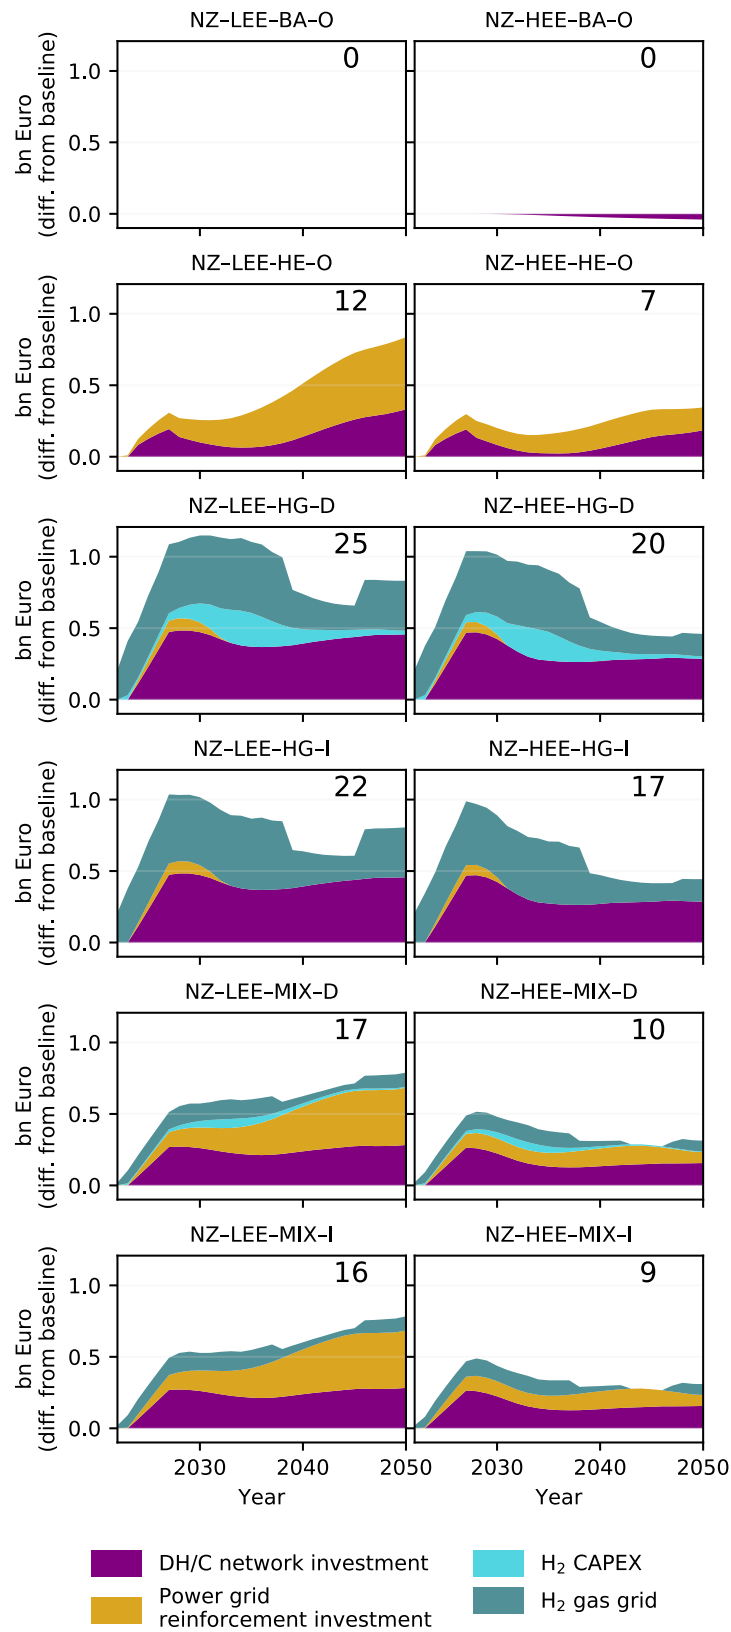 NZ–LEE–BA–O NZ–HEE–BA–O
bn Euro
(diff. from baseline)
1.0
0.5
0.0
0 0
NZ–LEE-HE–O NZ–HEE–HE–O
bn Euro
(diff. from baseline)
1.0
0.5
0.0
12 7
NZ–LEE–HG–D NZ–HEE–HG–D
bn Euro
(diff. from baseline)
1.0
0.5
0.0
25 20
NZ–LEE–HG–I NZ–HEE–HG–I
bn Euro
(diff. from baseline)
1.0
0.5
0.0
22 17
NZ–LEE–MIX–D NZ–HEE–MIX–D
bn Euro
(diff. from baseline)
1.0
0.5
0.0
17 10
NZ–LEE–MIX–I NZ–HEE–MIX–I
bn Euro
(diff. from baseline)
1.0
0.5
0.0
16 9
2030 2040 2050 2030 2040 2050
Year Year
DH/C network investment
Power grid
reinforcement investment
H₂ CAPEX
H₂ gas grid